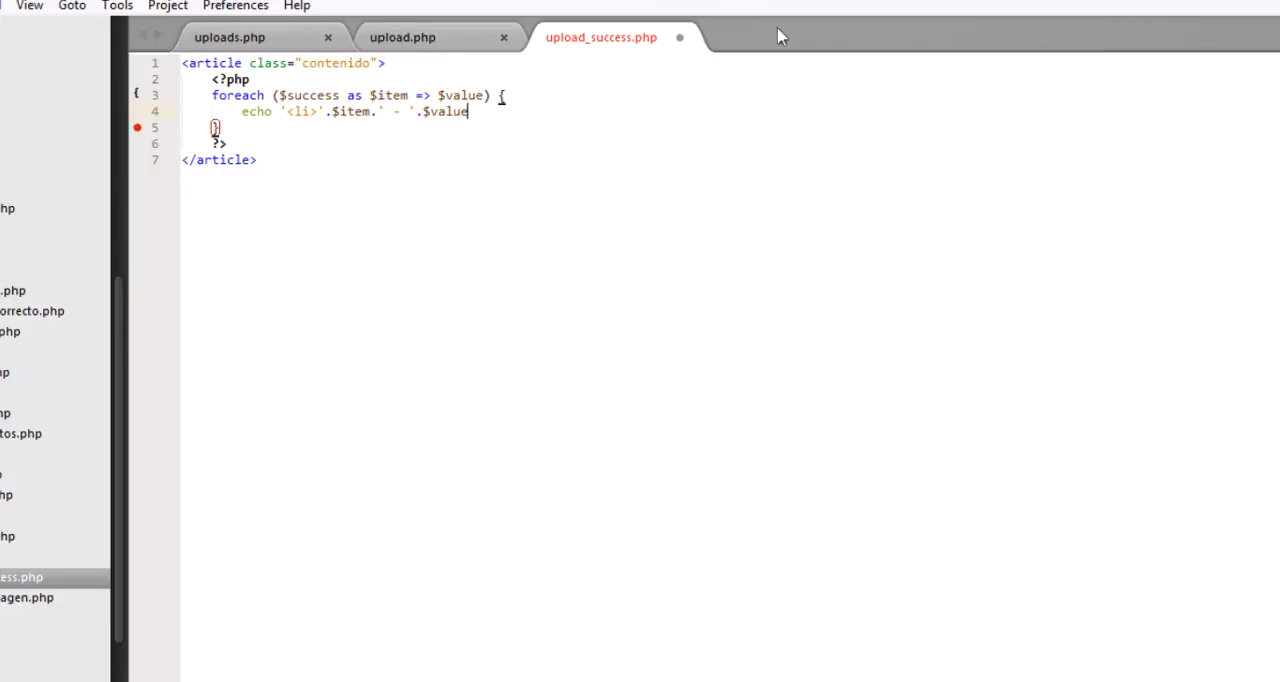 View Goto Tools Project Preferences Help
uploads.php × upload.php × upload_success.php
1 <article class="contenido">
2 <?php
{ 3 foreach ($success as $item => $value) {
4 echo '<li>'.$item.' - '.$value
5 }
6 ?>
7 </article>
hp
.php
orrecto.php
php
hp
tos.php
hp
hp
ess.php
agen.php